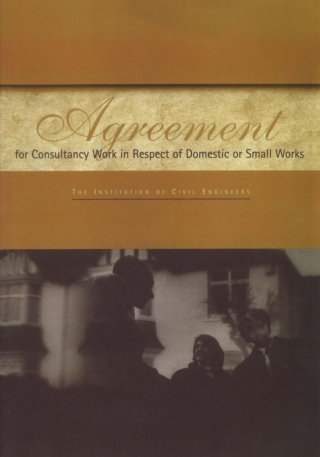 Agreement
for Consultancy Work in Respect of Domestic or Small Works
The Institution of Civil Engineers